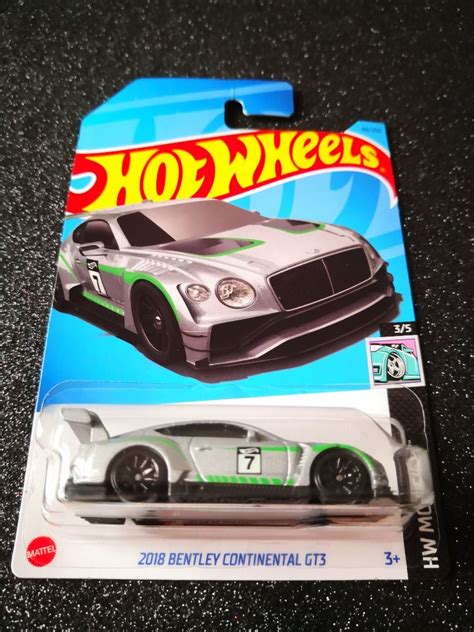 HOT WHEELS
7
3/5
7
HW MO
MATTEL
2018 BENTLEY CONTINENTAL GT3
3+